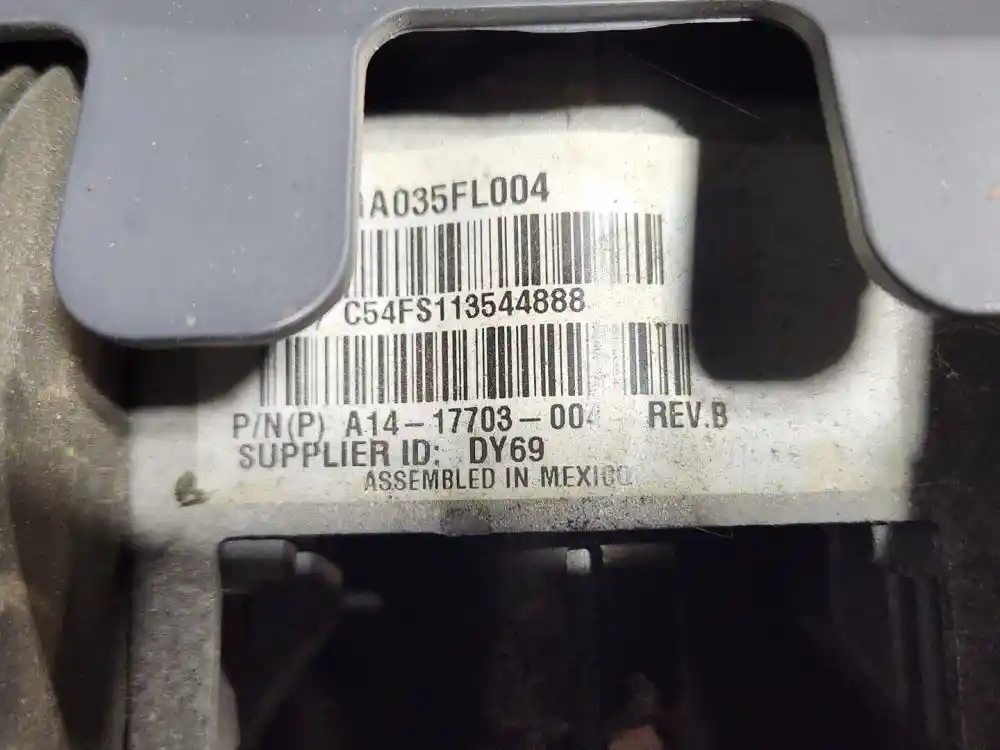 A035FL004
C54FS113544888
P/N(P) A14-17703-004 REV.B
SUPPLIER ID: DY69
ASSEMBLED IN MEXICO